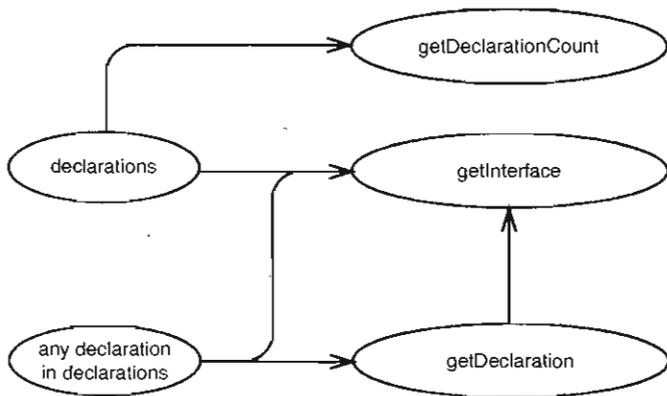 getDeclarationCount
declarations
getInterface
any declaration
in declarations
getDeclaration